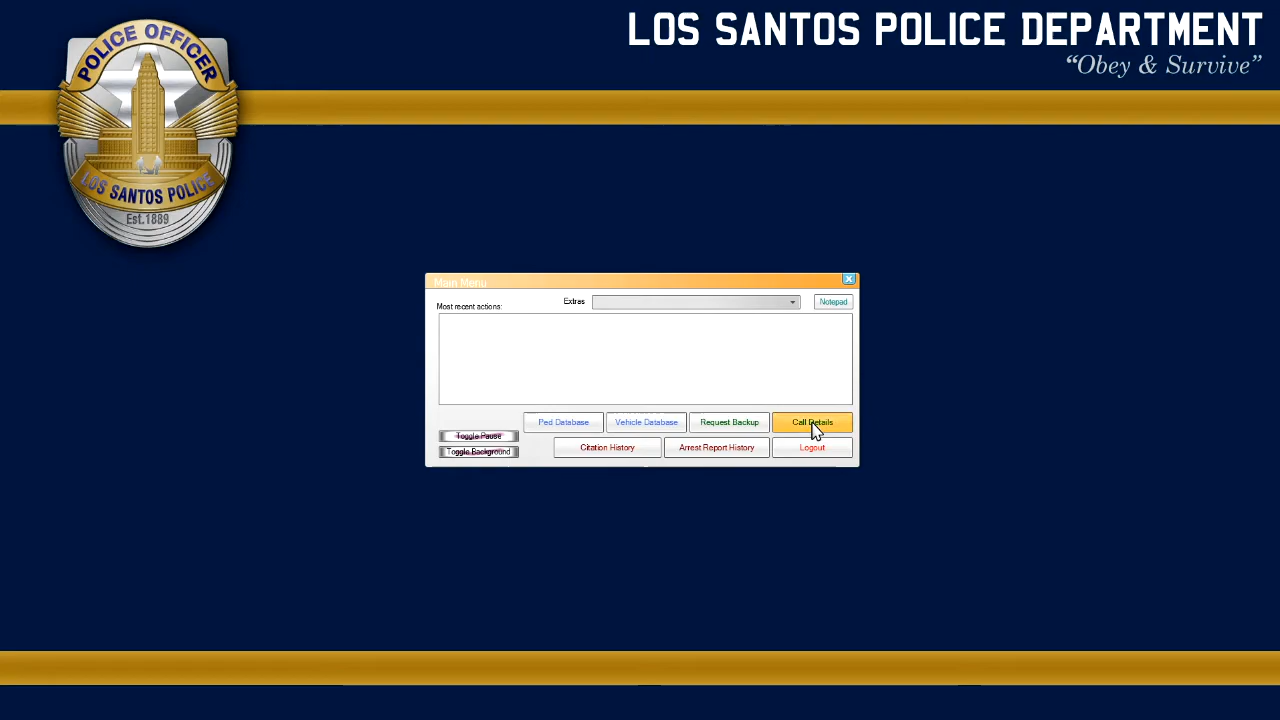 LOS SANTOS POLICE DEPARTMENT
“Obey & Survive”
POLICE OFFICER
LOS SANTOS POLICE
Est.1889
Main Menu
Extras
Notepad
Most recent actions:
Ped Database
Vehicle Database
Request Backup
Call Details
Toggle Pause
Citation History
Arrest Report History
Logout
Toggle Background